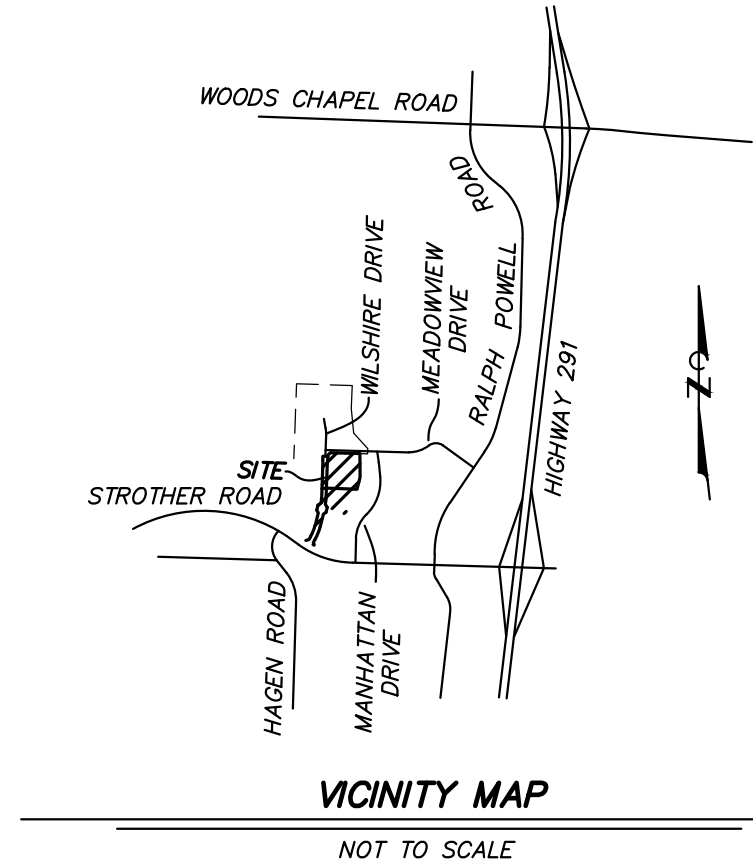 WOODS CHAPEL ROAD
ROAD
RALPH POWELL
WILSHIRE DRIVE
MEADOWVIEW
DRIVE
HIGHWAY 291
N
SITE
STROTHER ROAD
HAGEN ROAD
MANHATTAN
DRIVE
VICINITY MAP
NOT TO SCALE